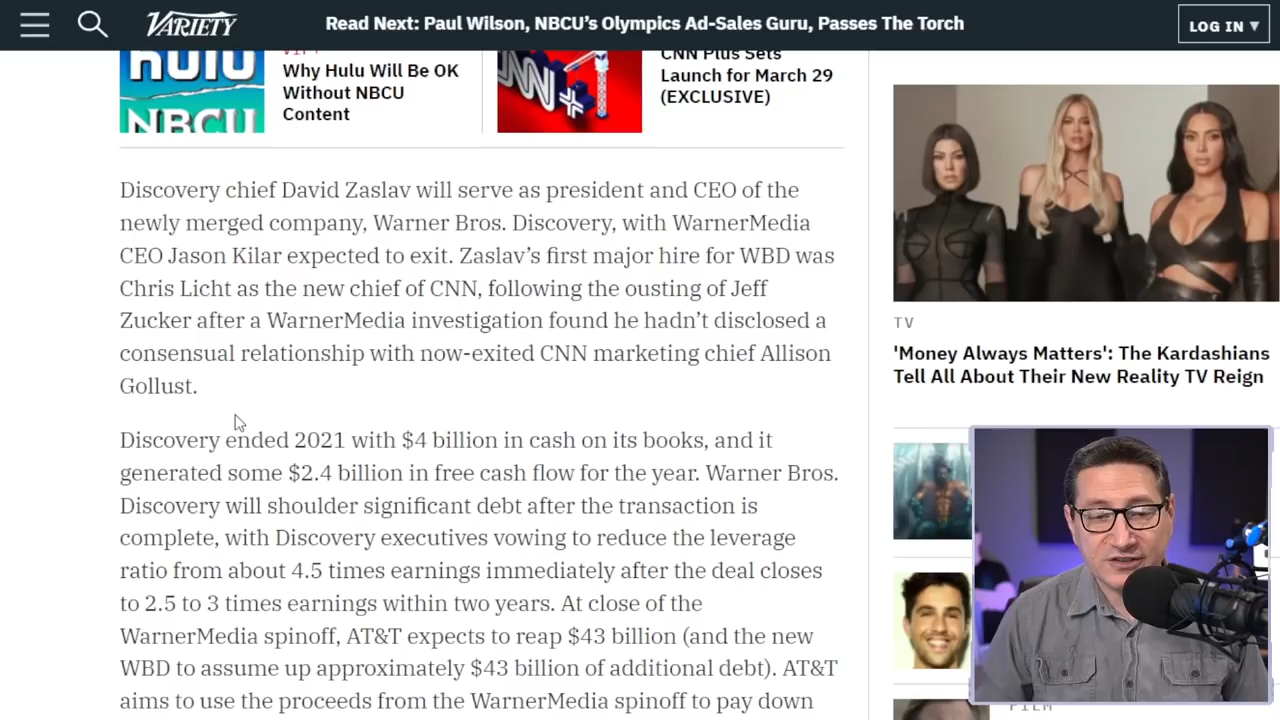 VARIETY
Read Next: Paul Wilson, NBCU's Olympics Ad-Sales Guru, Passes The Torch
LOG IN ▼
hulu
NBCU
Why Hulu Will Be OK
Without NBCU
Content
CNN+
CNN Plus Sets
Launch for March 29
(EXCLUSIVE)
Discovery chief David Zaslav will serve as president and CEO of the
newly merged company, Warner Bros. Discovery, with WarnerMedia
CEO Jason Kilar expected to exit. Zaslav's first major hire for WBD was
Chris Licht as the new chief of CNN, following the ousting of Jeff
Zucker after a WarnerMedia investigation found he hadn't disclosed a
consensual relationship with now-exited CNN marketing chief Allison
Gollust.
Discovery ended 2021 with $4 billion in cash on its books, and it
generated some $2.4 billion in free cash flow for the year. Warner Bros.
Discovery will shoulder significant debt after the transaction is
complete, with Discovery executives vowing to reduce the leverage
ratio from about 4.5 times earnings immediately after the deal closes
to 2.5 to 3 times earnings within two years. At close of the
WarnerMedia spinoff, AT&T expects to reap $43 billion (and the new
WBD to assume up approximately $43 billion of additional debt). AT&T
aims to use the proceeds from the WarnerMedia spinoff to pay down
TV
'Money Always Matters': The Kardashians
Tell All About Their New Reality TV Reign
FILM